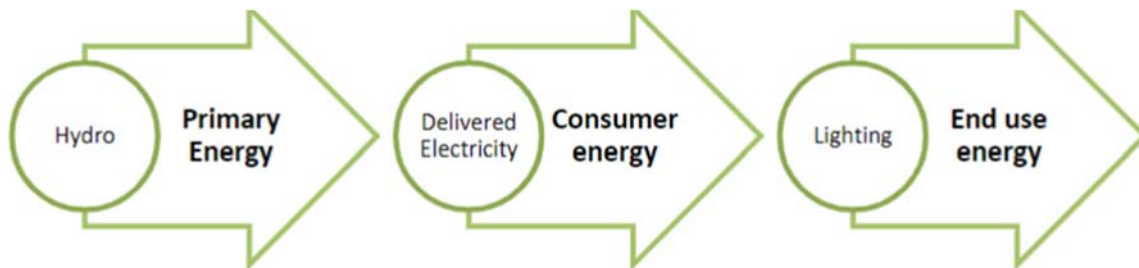 Hydro
Primary
Energy
Delivered
Electricity
Consumer
energy
Lighting
End use
energy